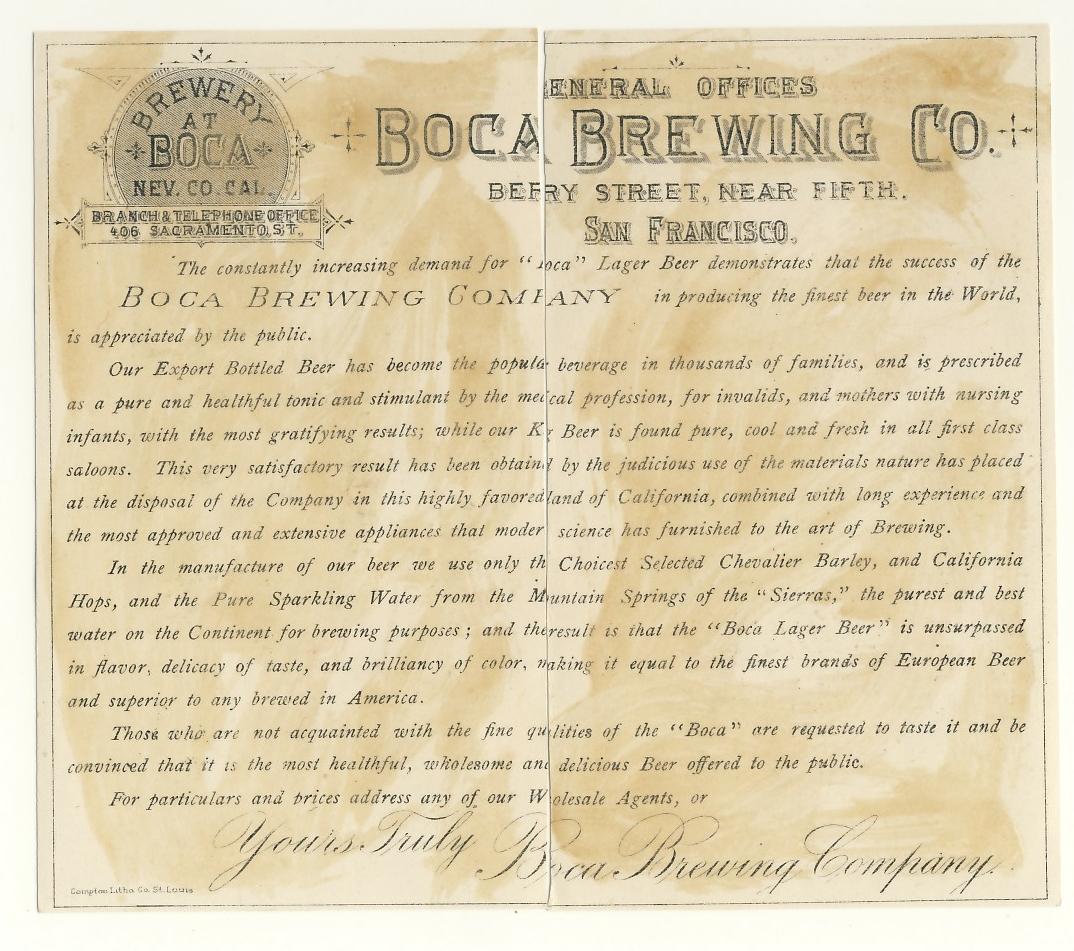 BREWERY
AT
BOCA
NEV. CO. CAL.
BRANCH & TELEPHONE OFFICE
406 SACRAMENTO, ST.
ENERAL OFFICES
BOCA BREWING CO.
BERRY STREET, NEAR FIFTH.
SAN FRANCISCO.
The constantly increasing demand for "oca" Lager Beer demonstrates that the success of the
BOCA BREWING COMPANY in producing the finest beer in the World,
is appreciated by the public.
Our Export Bottled Beer has become the popula beverage in thousands of families, and is prescribed
as a pure and healthful tonic and stimulant by the medical profession, for invalids, and mothers with nursing
infants, with the most gratifying results; while our Kg Beer is found pure, cool and fresh in all first class
saloons. This very satisfactory result has been obtaind by the judicious use of the materials nature has placed
at the disposal of the Company in this highly favored land of California, combined with long experience and
the most approved and extensive appliances that moder science has furnished to the art of Brewing.
In the manufacture of our beer we use only th Choicest Selected Chevalier Barley, and California
Hops, and the Pure Sparkling Water from the Muntain Springs of the "Sierras," the purest and best
water on the Continent for brewing purposes; and the result is that the "Boca Lager Beer" is unsurpassed
in flavor, delicacy of taste, and brilliancy of color, making it equal to the finest brands of European Beer
and superior to any brewed in America.
Those who are not acquainted with the fine qualities of the "Boca" are requested to taste it and be
convinced that it is the most healthful, wholesome and delicious Beer offered to the public.
For particulars and prices address any of our Wholesale Agents, or
Yours Truly Boca Brewing Company.
Compton Litho. Co. St. Louis